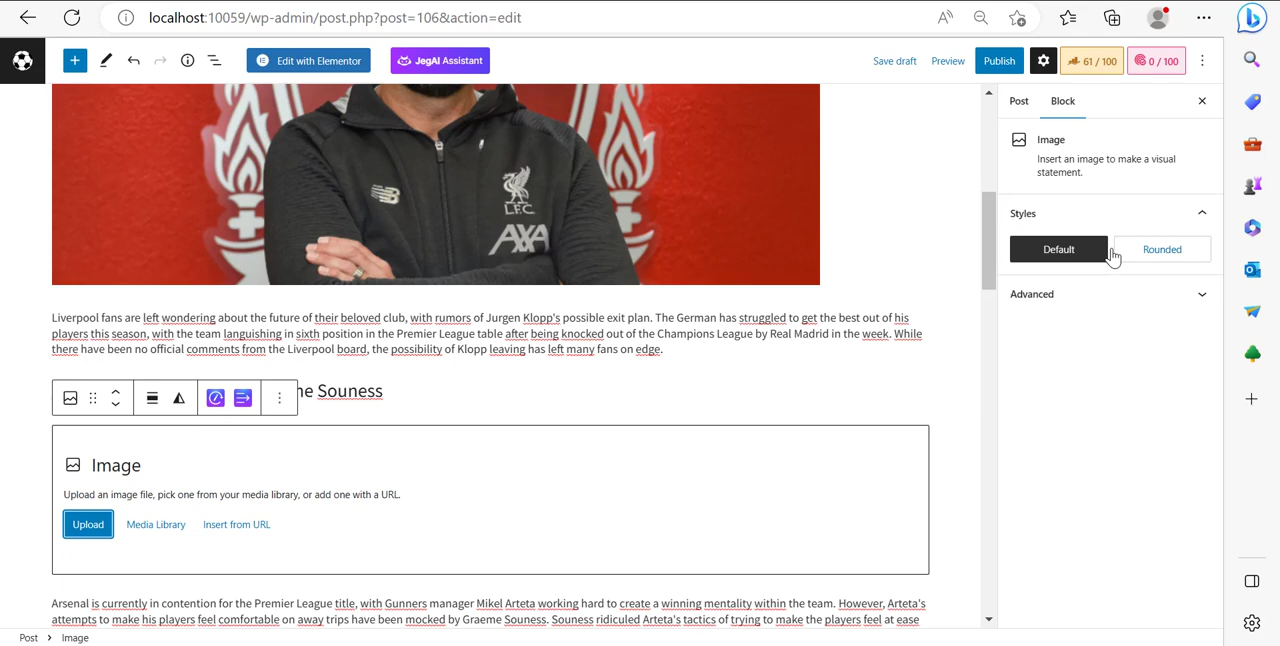 localhost:10059/wp-admin/post.php?post=106&action=edit
Edit with Elementor
JegAI Assistant
Save draft
Preview
Publish
61 / 100
0 / 100
L.F.C.
AXA
Liverpool fans are left wondering about the future of their beloved club, with rumors of Jurgen Klopp's possible exit plan. The German has struggled to get the best out of his
players this season, with the team languishing in sixth position in the Premier League table after being knocked out of the Champions League by Real Madrid in the week. While
there have been no official comments from the Liverpool board, the possibility of Klopp leaving has left many fans on edge.
he Souness
Image
Upload an image file, pick one from your media library, or add one with a URL.
Upload
Media Library
Insert from URL
Arsenal is currently in contention for the Premier League title, with Gunners manager Mikel Arteta working hard to create a winning mentality within the team. However, Arteta's
attempts to make his players feel comfortable on away trips have been mocked by Graeme Souness. Souness ridiculed Arteta's tactics of trying to make the players feel at ease
Post
Block
Image
Insert an image to make a visual
statement.
Styles
Default
Rounded
Advanced
Post > Image